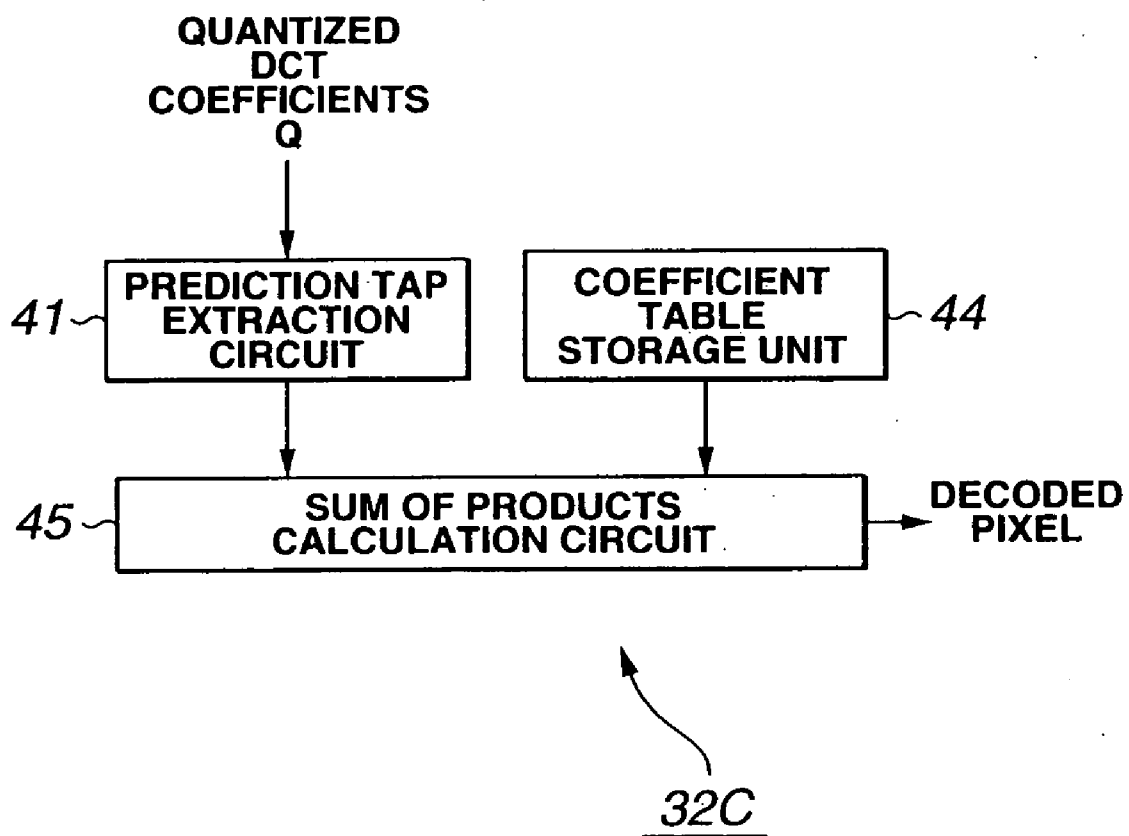 QUANTIZED
DCT
COEFFICIENTS
Q
41
PREDICTION TAP
EXTRACTION
CIRCUIT
COEFFICIENT
TABLE
STORAGE UNIT
44
45
SUM OF PRODUCTS
CALCULATION CIRCUIT
DECODED
PIXEL
32C